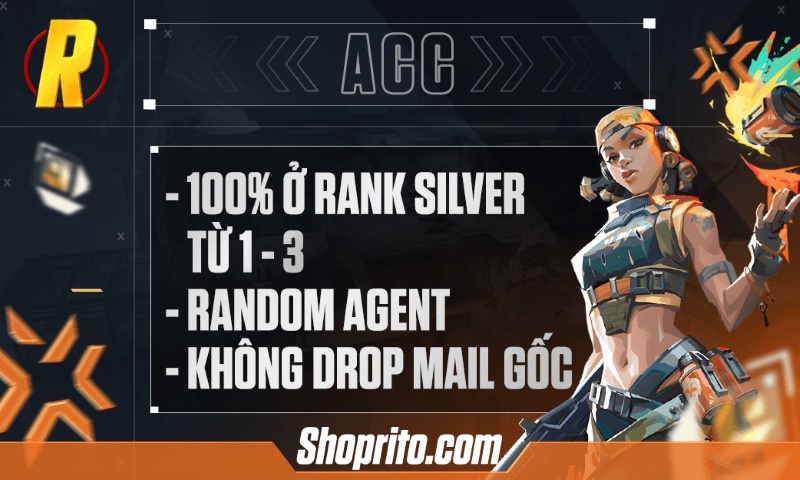 R
ACC
- 100% Ở RANK SILVER
TỪ 1 - 3
- RANDOM AGENT
- KHÔNG DROP MAIL GỐC
Shoprito.com